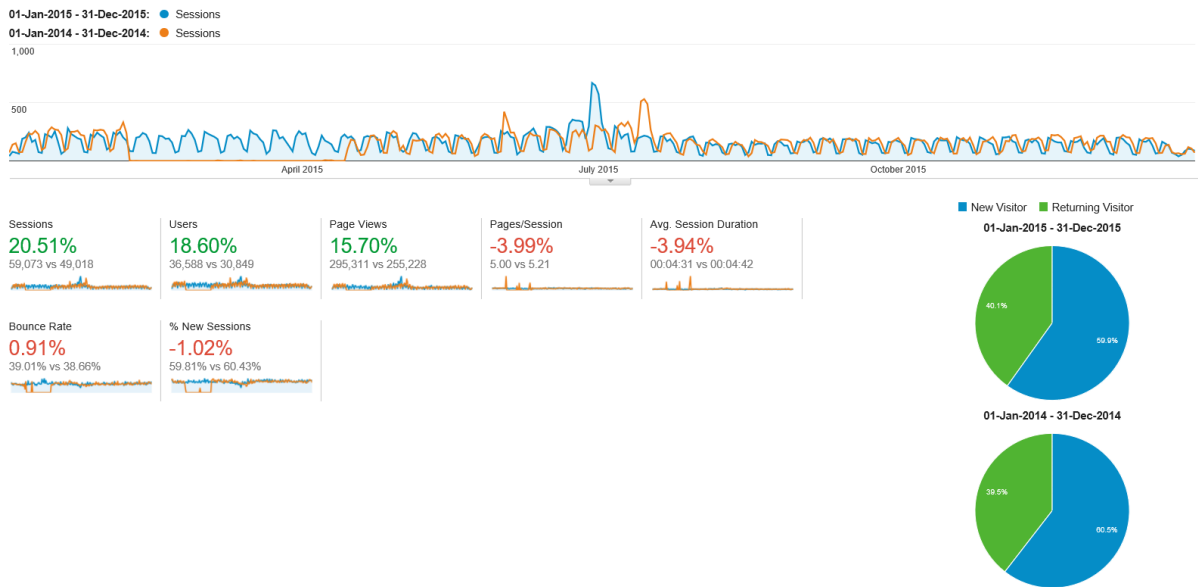 01-Jan-2015 - 31-Dec-2015: Sessions
01-Jan-2014 - 31-Dec-2014: Sessions
1,000
500
April 2015
July 2015
October 2015
Sessions
20.51%
59,073 vs 49,018
Users
18.60%
36,588 vs 30,849
Page Views
15.70%
295,311 vs 255,228
Pages/Session
-3.99%
5.00 vs 5.21
Avg. Session Duration
-3.94%
00:04:31 vs 00:04:42
Bounce Rate
0.91%
39.01% vs 38.66%
% New Sessions
-1.02%
59.81% vs 60.43%
New Visitor Returning Visitor
01-Jan-2015 - 31-Dec-2015
40.1%
59.9%
01-Jan-2014 - 31-Dec-2014
39.5%
60.5%